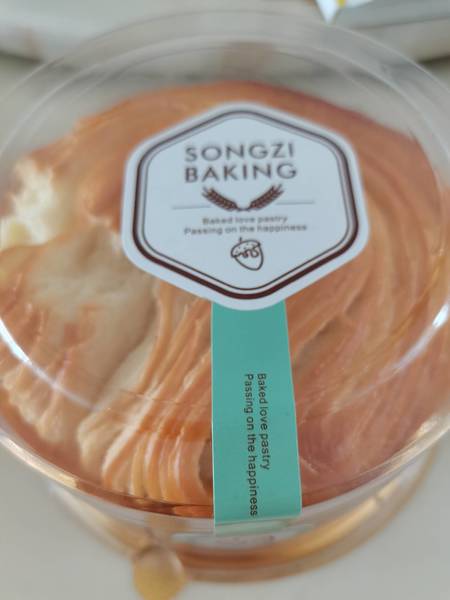 SONGZI
BAKING
Baked love pastry
Passing on the happiness
Baked love pastry
Passing on the happiness